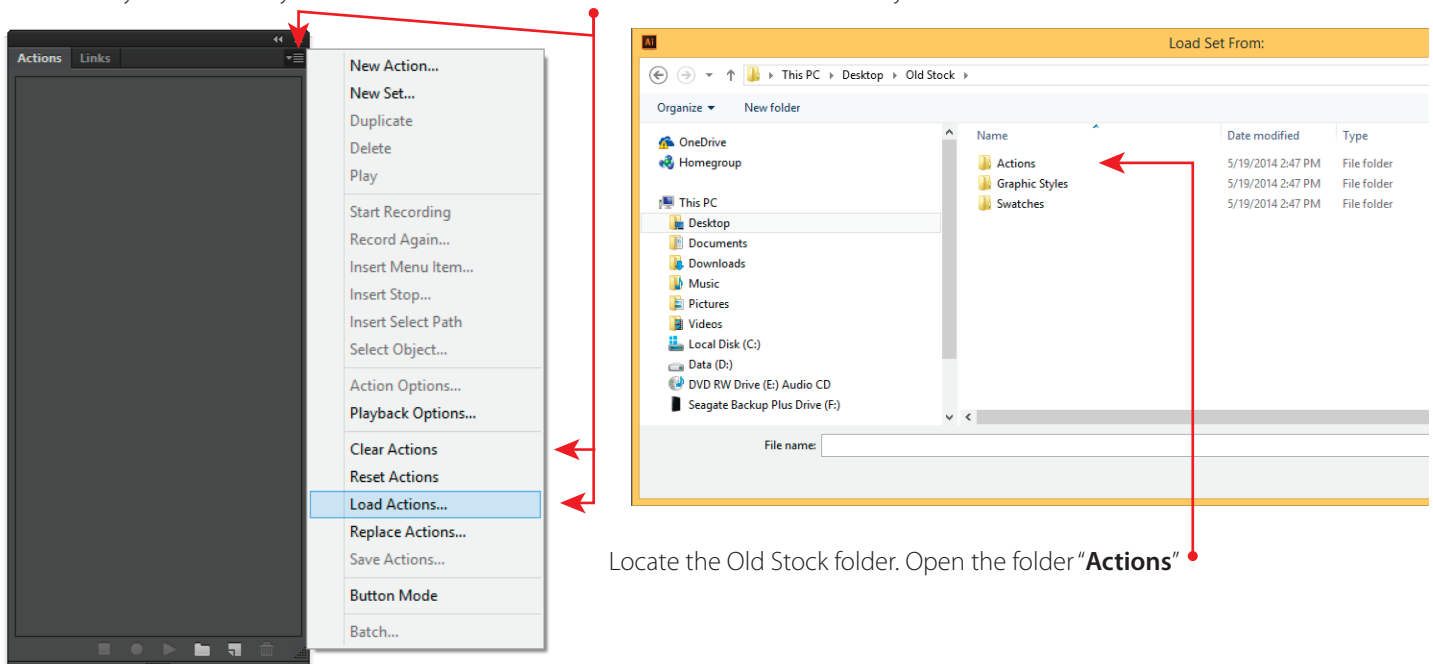 Actions Links
New Action...
New Set...
Duplicate
Delete
Play
Start Recording
Record Again...
Insert Menu Item...
Insert Stop...
Insert Select Path
Select Object...
Action Options...
Playback Options...
Clear Actions
Reset Actions
Load Actions...
Replace Actions...
Save Actions...
Button Mode
Batch...
Ai
Load Set From:
This PC Desktop Old Stock
Organize New folder
OneDrive
Homegroup
This PC
Desktop
Documents
Downloads
Music
Pictures
Videos
Local Disk (C:)
Data (D:)
DVD RW Drive (E:) Audio CD
Seagate Backup Plus Drive (F:)
Name Date modified Type
Actions 5/19/2014 2:47 PM File folder
Graphic Styles 5/19/2014 2:47 PM File folder
Swatches 5/19/2014 2:47 PM File folder
File name:
Locate the Old Stock folder. Open the folder “Actions”